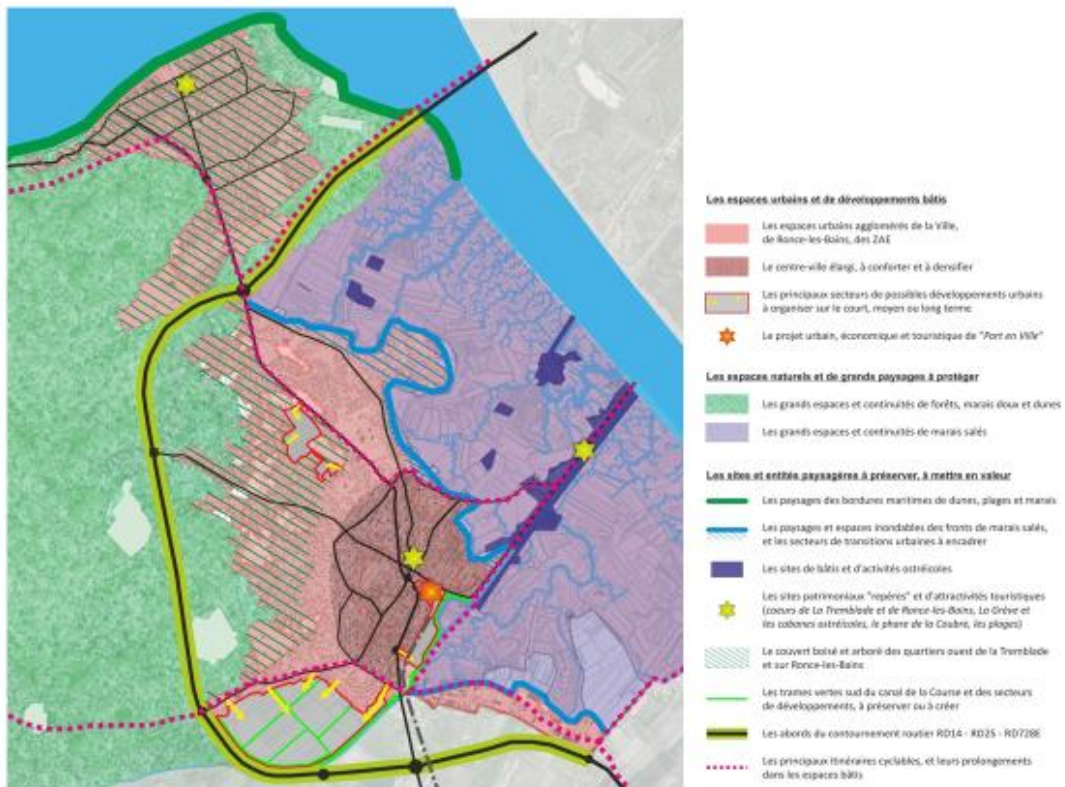 Les espaces urbains et de développements bâtis
Les espaces urbains agglomérés de la Ville,
de Ronce-les-Bains, des ZAE
Le centre-ville élargi, à conforter et à densifier
Les principaux secteurs de possibles développements urbains
à organiser sur le court, moyen ou long terme
Le projet urbain, économique et touristique de "Port en Ville"
Les espaces naturels et de grands paysages à protéger
Les grands espaces et continuités de forêts, marais doux et dunes
Les grands espaces et continuités de marais salés
Les sites et entités paysagères à préserver, à mettre en valeur
Les paysages des bordures maritimes de dunes, plages et marais
Les paysages et espaces inondables des fronts de marais salés,
et les secteurs de transitions urbaines à encadrer
Les sites de bâtis et d'activités ostréicoles
Les sites patrimoniaux "repères" et d'attractivités touristiques
(coeurs de La Tremblade et de Ronce-les-Bains, La Grève et
les cabanes ostréicoles, le phare de la Coubre, les plages)
Le couvert boisé et arboré des quartiers ouest de la Tremblade
et sur Ronce-les-Bains
Les trames vertes sud du canal de la Course et des secteurs
de développements, à préserver ou à créer
Les abords du contournement routier RD14 - RD25 - RD728E
Les principaux itinéraires cyclables, et leurs prolongements
dans les espaces bâtis